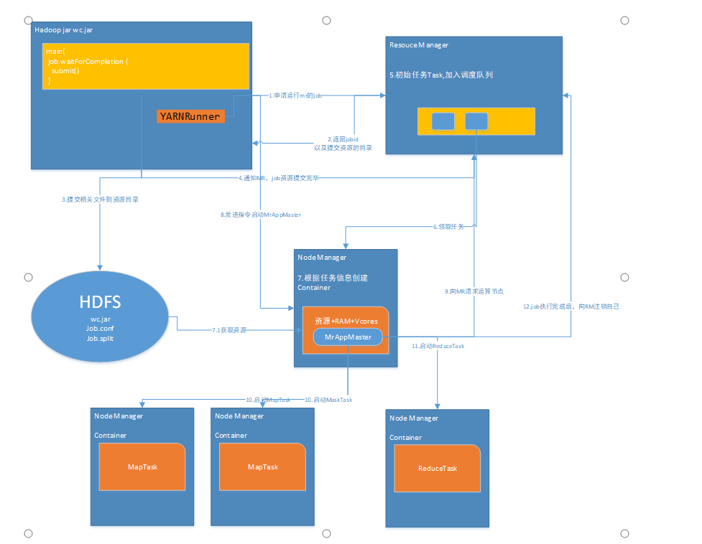 Hadoop jar wc.jar
main{
job.waitForCompletion {
submit()
}
YARNRunner
Resouce Manager
5.初始任务Task,加入调度队列
1.申请运行mr的job
2.返回jobid
以及提交资源的目录
4.通知MR，job资源提交完毕
3.提交相关文件到资源目录
8.发送指令启动MrAppMaster
6.领取任务
Node Manager
7.根据任务信息创建
Container
资源+RAM+Vcores
MrAppMaster
9.向MR请求运算节点
12.job执行完成后，向RM注销自己
HDFS
wc.jar
Job.conf
Job.split
7.1获取资源
11.启动ReduceTask
10.启动MapTask
10.启动MaskTask
Node Manager
Container
MapTask
Node Manager
Container
MapTask
Node Manager
Container
ReduceTask